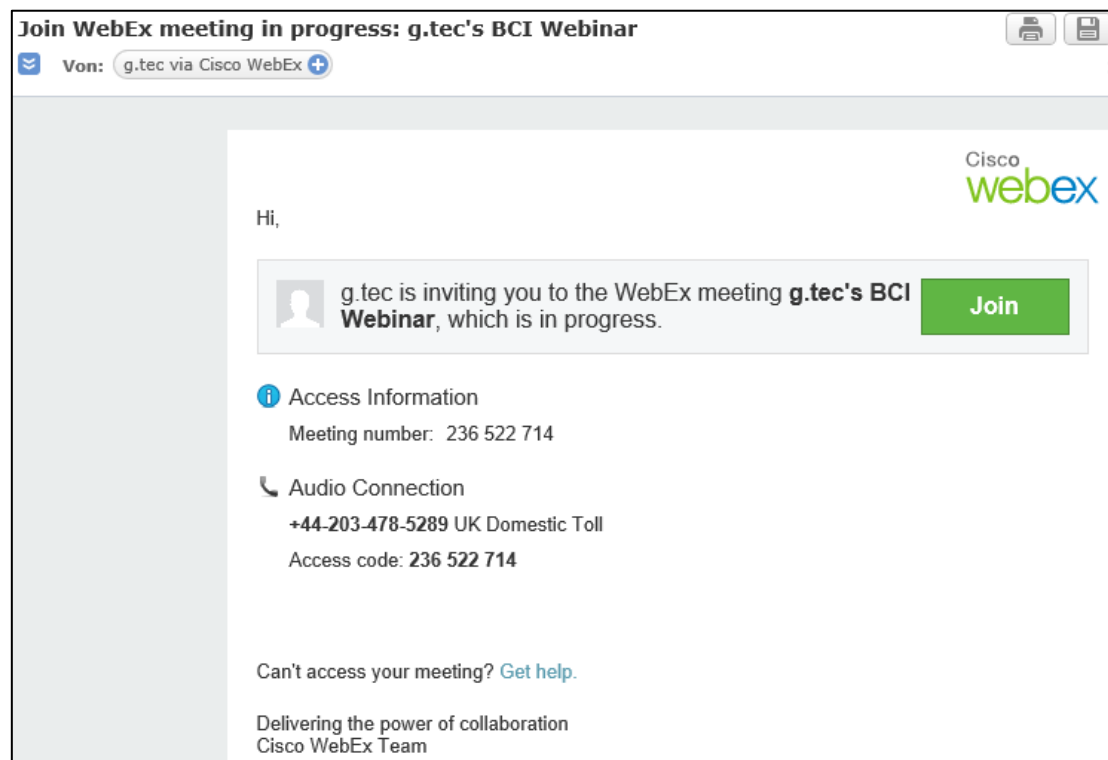 Join WebEx meeting in progress: g.tec's BCI Webinar
Von: g.tec via Cisco WebEx
Cisco
webex
Hi,
g.tec is inviting you to the WebEx meeting g.tec's BCI
Webinar, which is in progress.
Join
Access Information
Meeting number: 236 522 714
Audio Connection
+44-203-478-5289 UK Domestic Toll
Access code: 236 522 714
Can't access your meeting? Get help.
Delivering the power of collaboration
Cisco WebEx Team